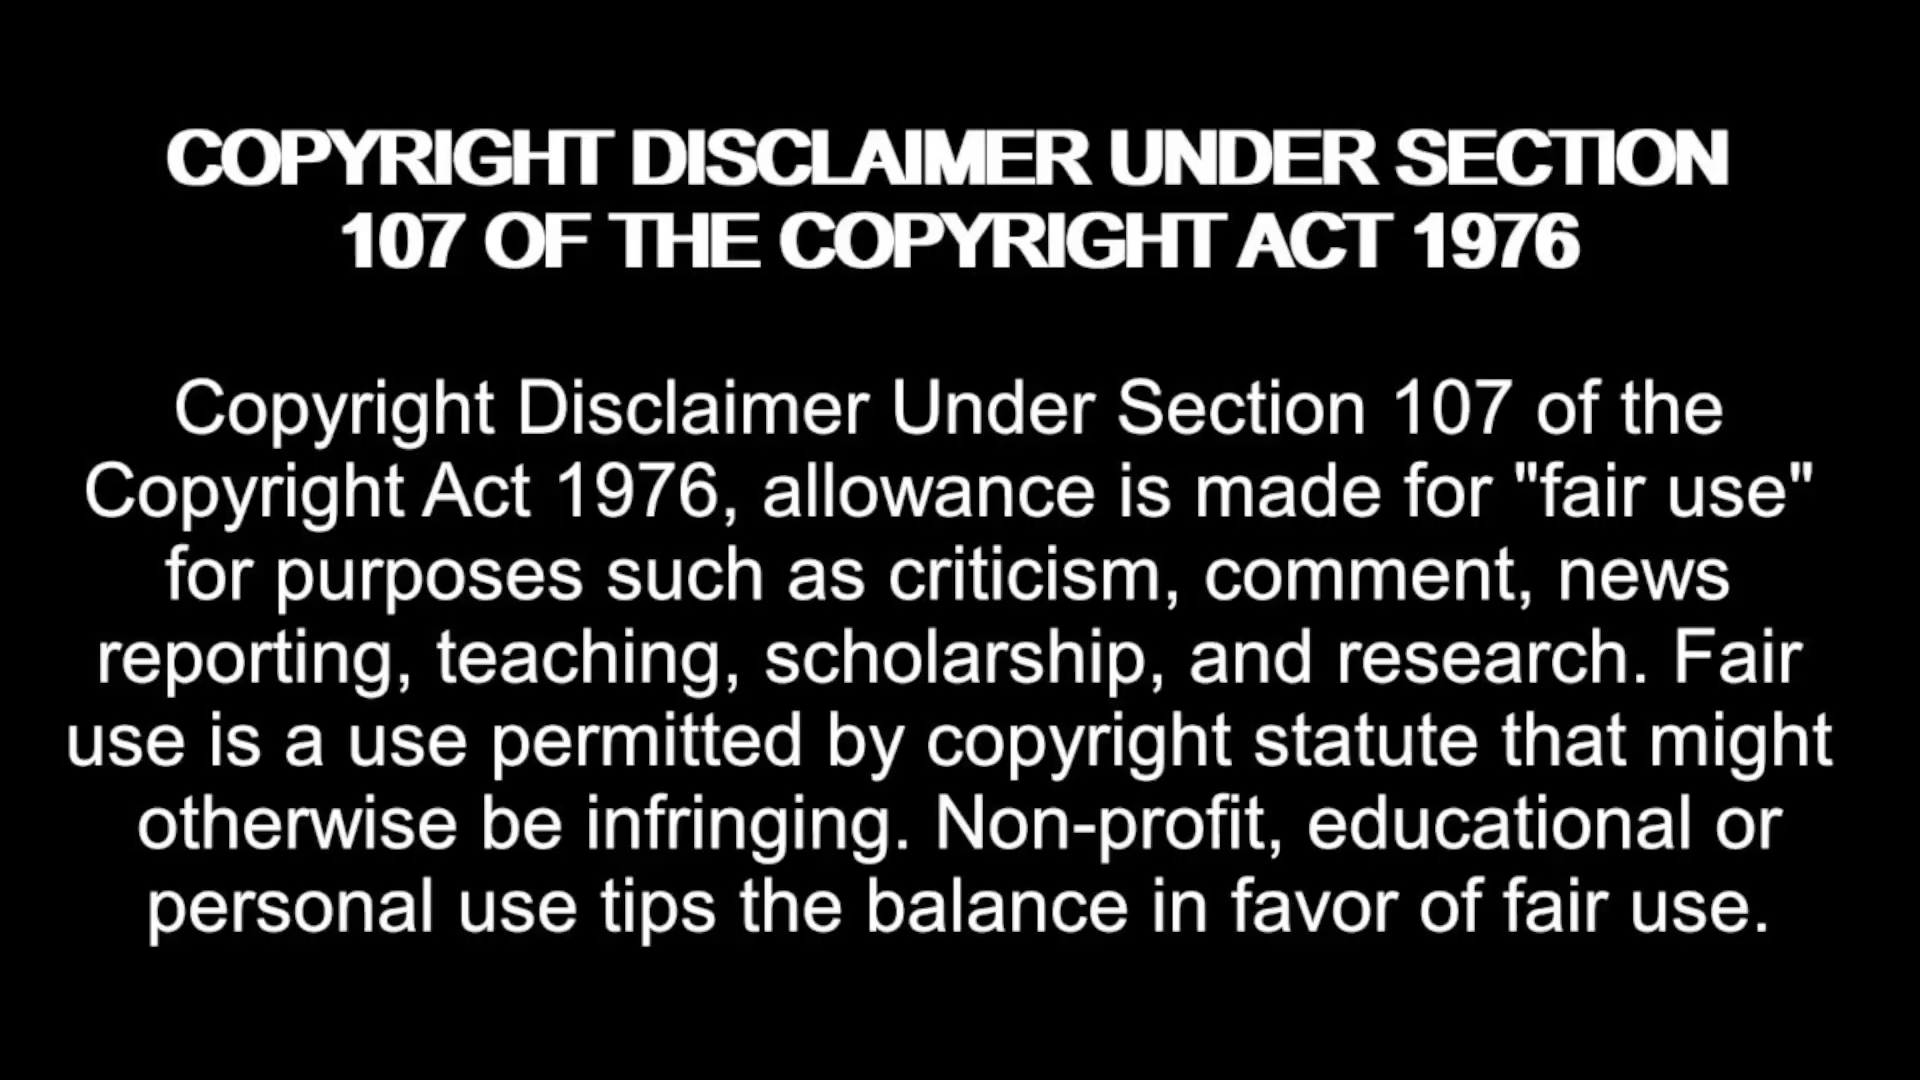 COPYRIGHT DISCLAIMER UNDER SECTION
107 OF THE COPYRIGHT ACT 1976
Copyright Disclaimer Under Section 107 of the
Copyright Act 1976, allowance is made for "fair use"
for purposes such as criticism, comment, news
reporting, teaching, scholarship, and research. Fair
use is a use permitted by copyright statute that might
otherwise be infringing. Non-profit, educational or
personal use tips the balance in favor of fair use.